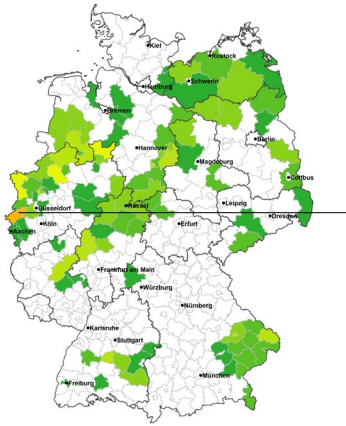 Kiel
Rostock
Schwerin
Hamburg
Bremen
Berlin
Hannover
Magdeburg
Cottbus
Kassel
Leipzig
Düsseldorf
Dresden
Köln
Erfurt
Aachen
Frankfurt am Main
Würzburg
Nürnberg
Karlsruhe
Stuttgart
München
Freiburg